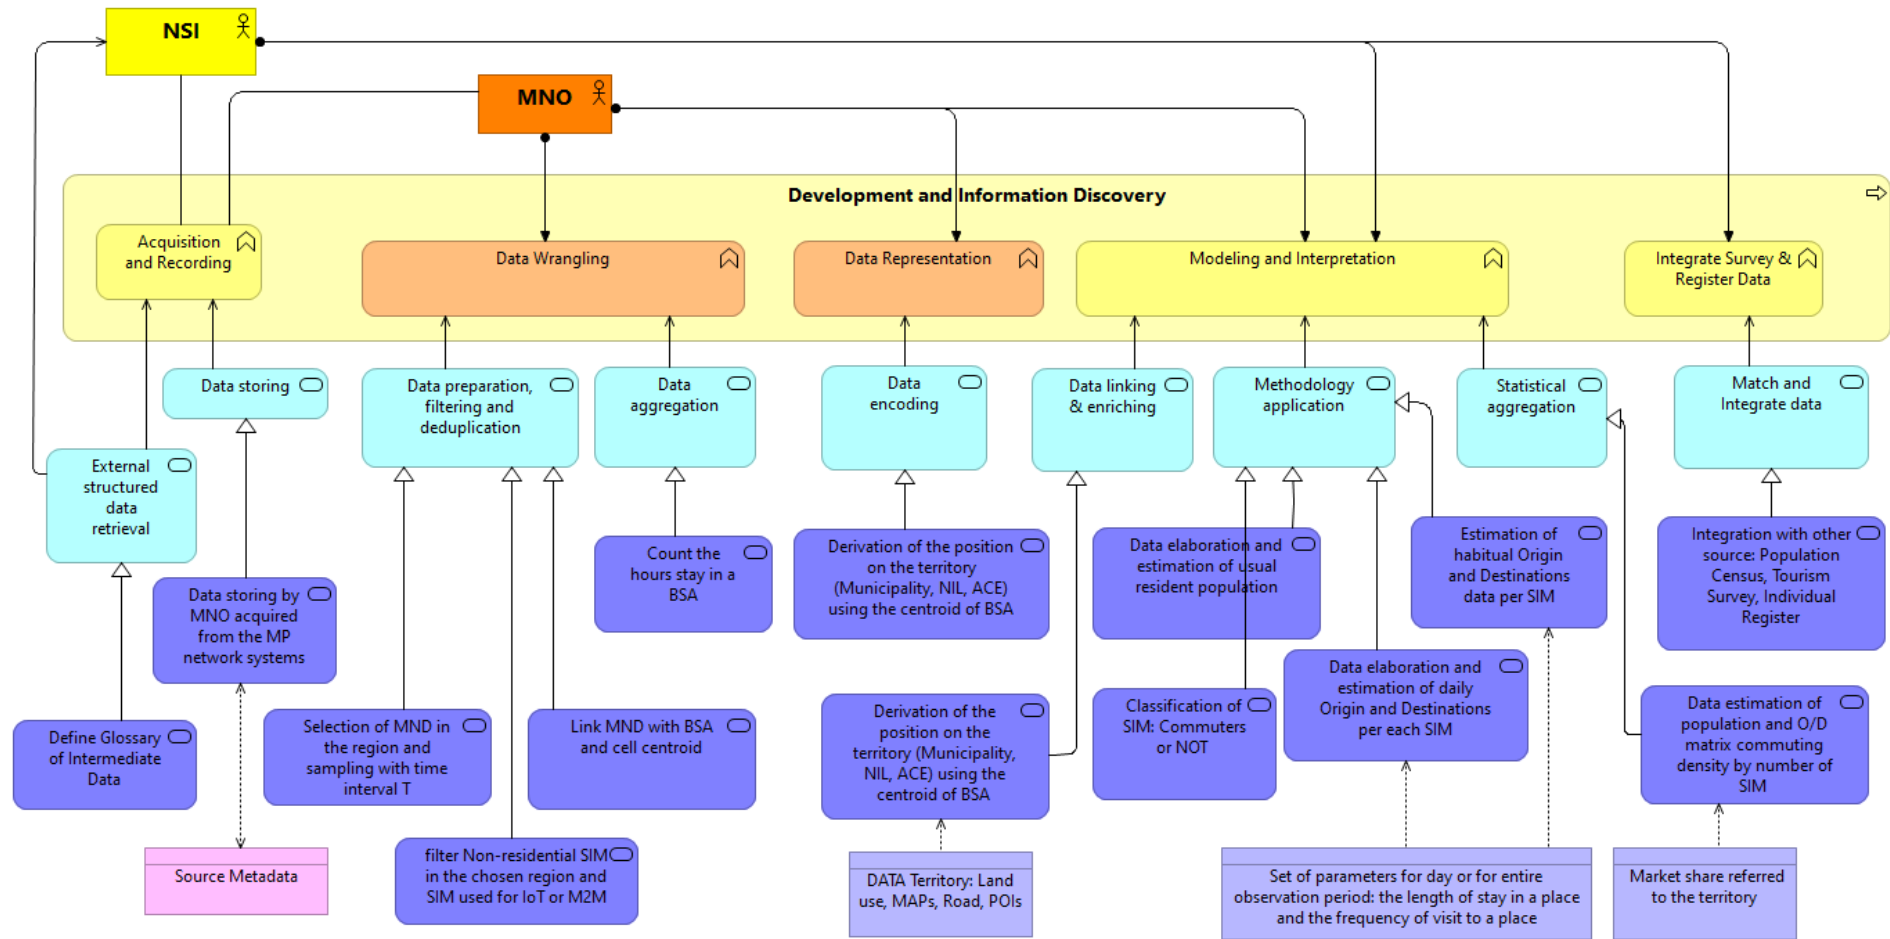 NSI
MNO
Development and Information Discovery
Acquisition
and Recording
Data Wrangling
Data Representation
Modeling and Interpretation
Integrate Survey &
Register Data
Data storing
Data preparation,
filtering and
deduplication
Data
aggregation
Data
encoding
Data linking
& enriching
Methodology
application
Statistical
aggregation
Match and
Integrate data
External
structured
data
retrieval
Data storing by
MNO acquired
from the MP
network systems
Count the
hours stay in a
BSA
Derivation of the position
on the territory
(Municipality, NIL, ACE)
using the centroid of BSA
Data elaboration and
estimation of usual
resident population
Estimation of
habitual Origin
and Destinations
data per SIM
Integration with other
source: Population
Census, Tourism
Survey, Individual
Register
Define Glossary
of Intermediate
Data
Selection of MND in
the region and
sampling with time
interval T
Link MND with BSA
and cell centroid
Derivation of the
position on the
territory (Municipality,
NIL, ACE) using the
centroid of BSA
Classification of
SIM: Commuters
or NOT
Data elaboration and
estimation of daily
Origin and Destinations
per each SIM
Data estimation of
population and O/D
matrix commuting
density by number of
SIM
Source Metadata
filter Non-residential SIM
in the chosen region and
SIM used for IoT or M2M
DATA Territory: Land
use, MAPs, Road, POIs
Set of parameters for day or for entire
observation period: the length of stay in a place
and the frequency of visit to a place
Market share referred
to the territory